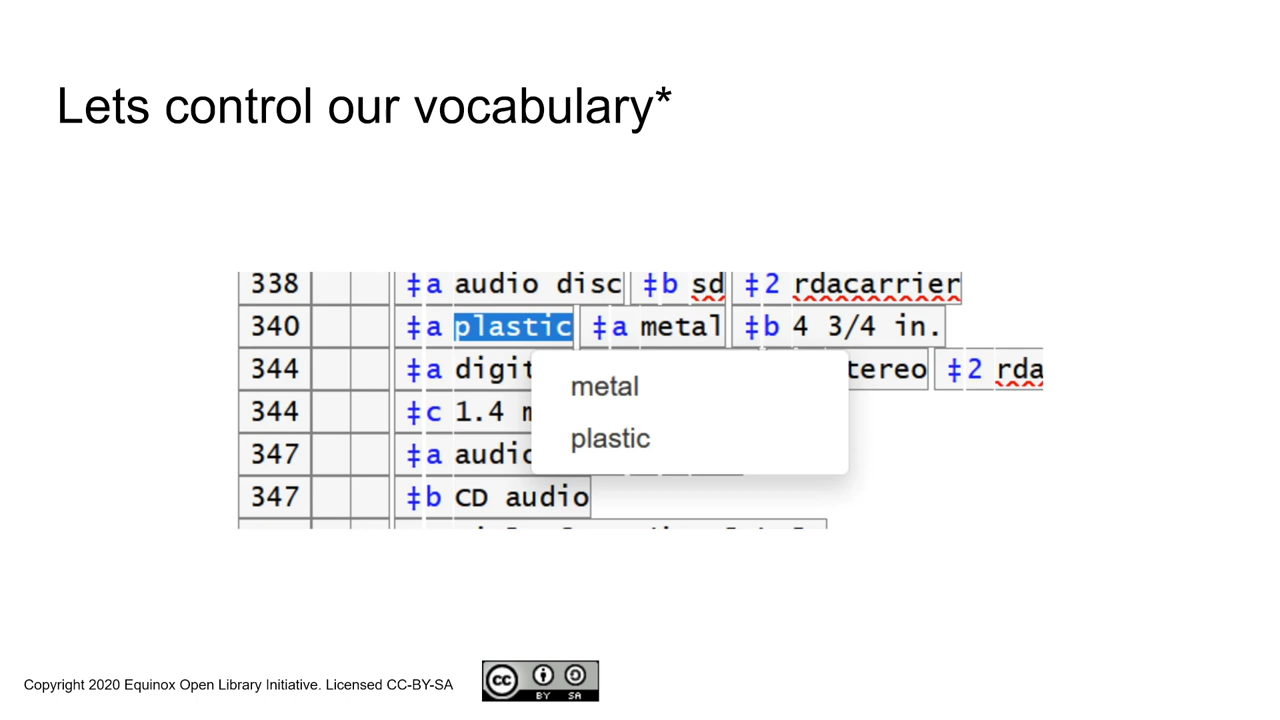 Lets control our vocabulary*
338 ‡a audio disc ‡b sd ‡2 rdacarrier
340 ‡a plastic ‡a metal ‡b 4 3/4 in.
344 ‡a digit tereo ‡2 rda
metal
344 ‡c 1.4
plastic
347 ‡a audio
347 ‡b CD audio
Copyright 2020 Equinox Open Library Initiative. Licensed CC-BY-SA
cc BY SA